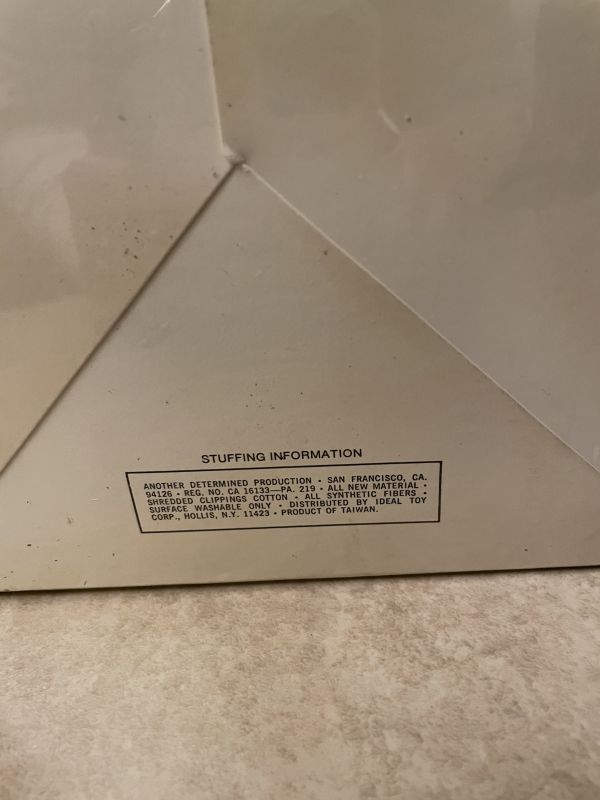 STUFFING INFORMATION
ANOTHER DETERMINED PRODUCTION • SAN FRANCISCO, CA.
94126 • REG. NO. CA 16133—PA. 219 • ALL NEW MATERIAL •
SHREDDED CLIPPINGS COTTON • ALL SYNTHETIC FIBERS •
SURFACE WASHABLE ONLY • DISTRIBUTED BY IDEAL TOY
CORP., HOLLIS, N.Y. 11423 • PRODUCT OF TAIWAN.